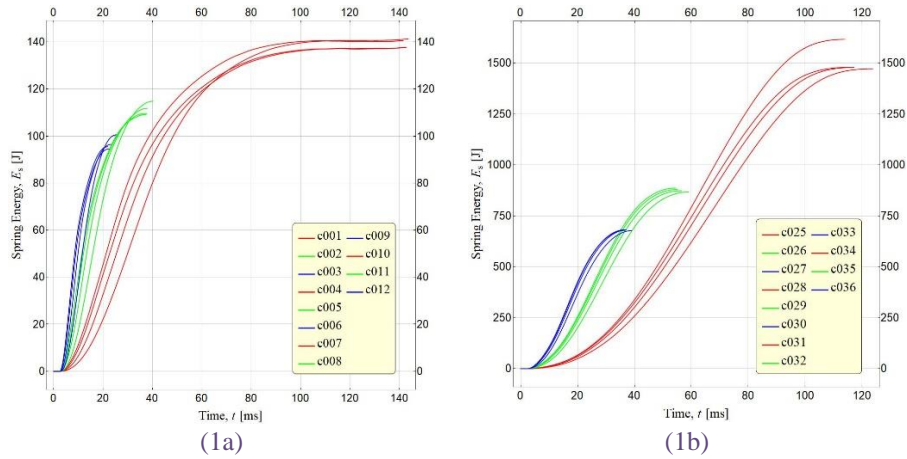 0 20 40 60 80 100 120 140
140 140
120 120
100 100
80 80
60 60
40 40
20 20
0 0
Spring Energy, Es [J]
c001 c009
c002 c010
c003 c011
c004 c012
c005
c006
c007
c008
0 20 40 60 80 100 120 140
Time, t [ms]
(1a)
0 20 40 60 80 100 120
1500 1500
1250 1250
1000 1000
750 750
500 500
250 250
0 0
Spring Energy, Es [J]
c025 c033
c026 c034
c027 c035
c028 c036
c029
c030
c031
c032
0 20 40 60 80 100 120
Time, t [ms]
(1b)